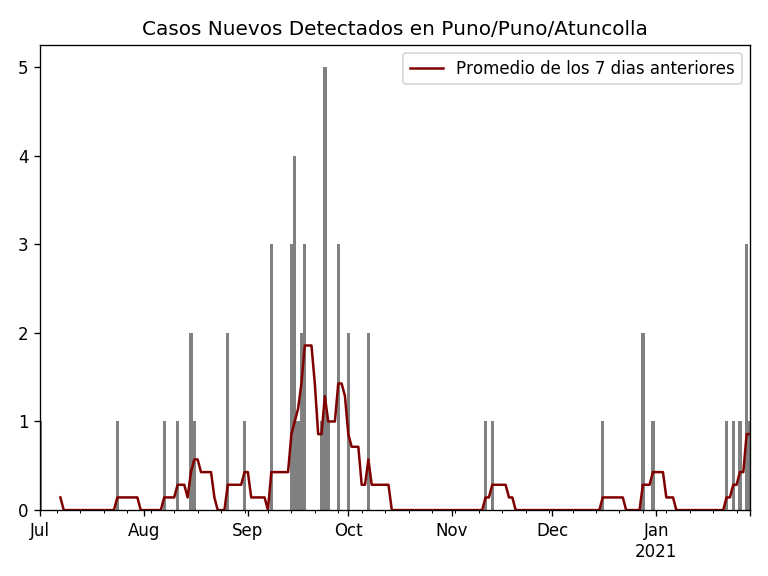 Casos Nuevos Detectados en Puno/Puno/Atuncolla
Promedio de los 7 dias anteriores
5
4
3
2
1
0
Jul Aug Sep Oct Nov Dec Jan
2021